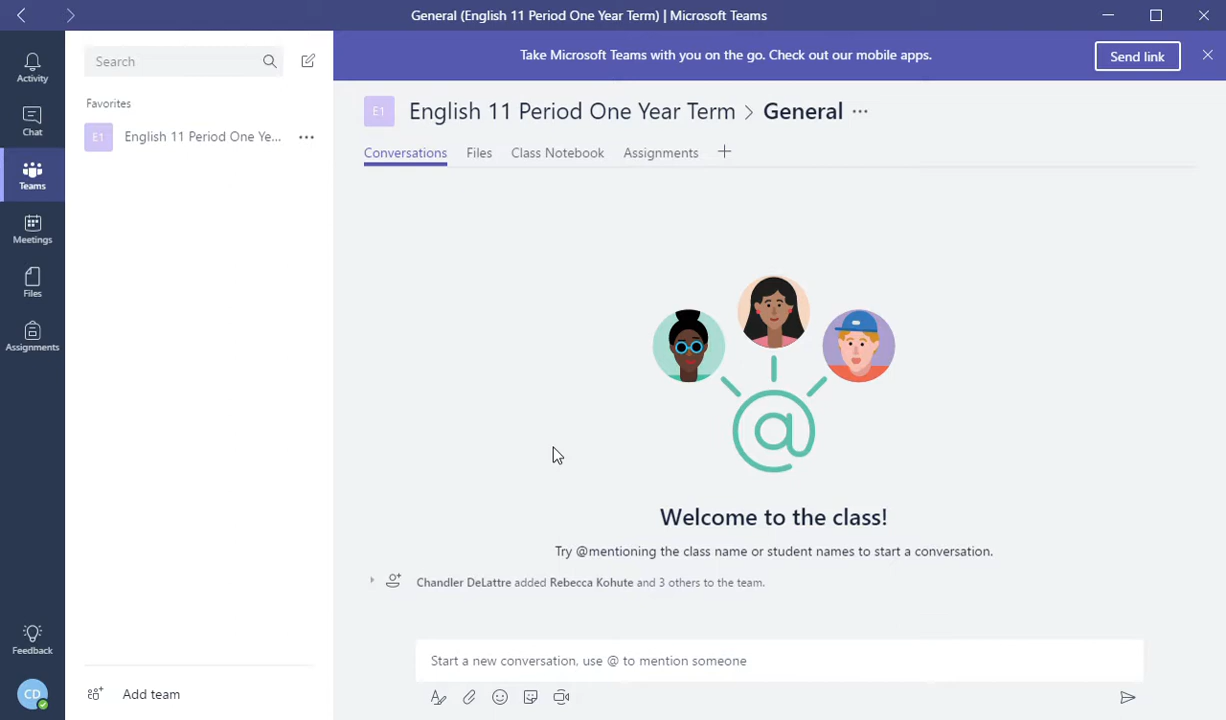 General (English 11 Period One Year Term) | Microsoft Teams
Activity
Chat
Teams
Meetings
Files
Assignments
Feedback
CD
Search
Favorites
E1 English 11 Period One Ye... ...
Add team
Take Microsoft Teams with you on the go. Check out our mobile apps. Send link
E1 English 11 Period One Year Term > General ...
Conversations Files Class Notebook Assignments +
@
Welcome to the class!
Try @mentioning the class name or student names to start a conversation.
Chandler DeLattre added Rebecca Kohute and 3 others to the team.
Start a new conversation, use @ to mention someone